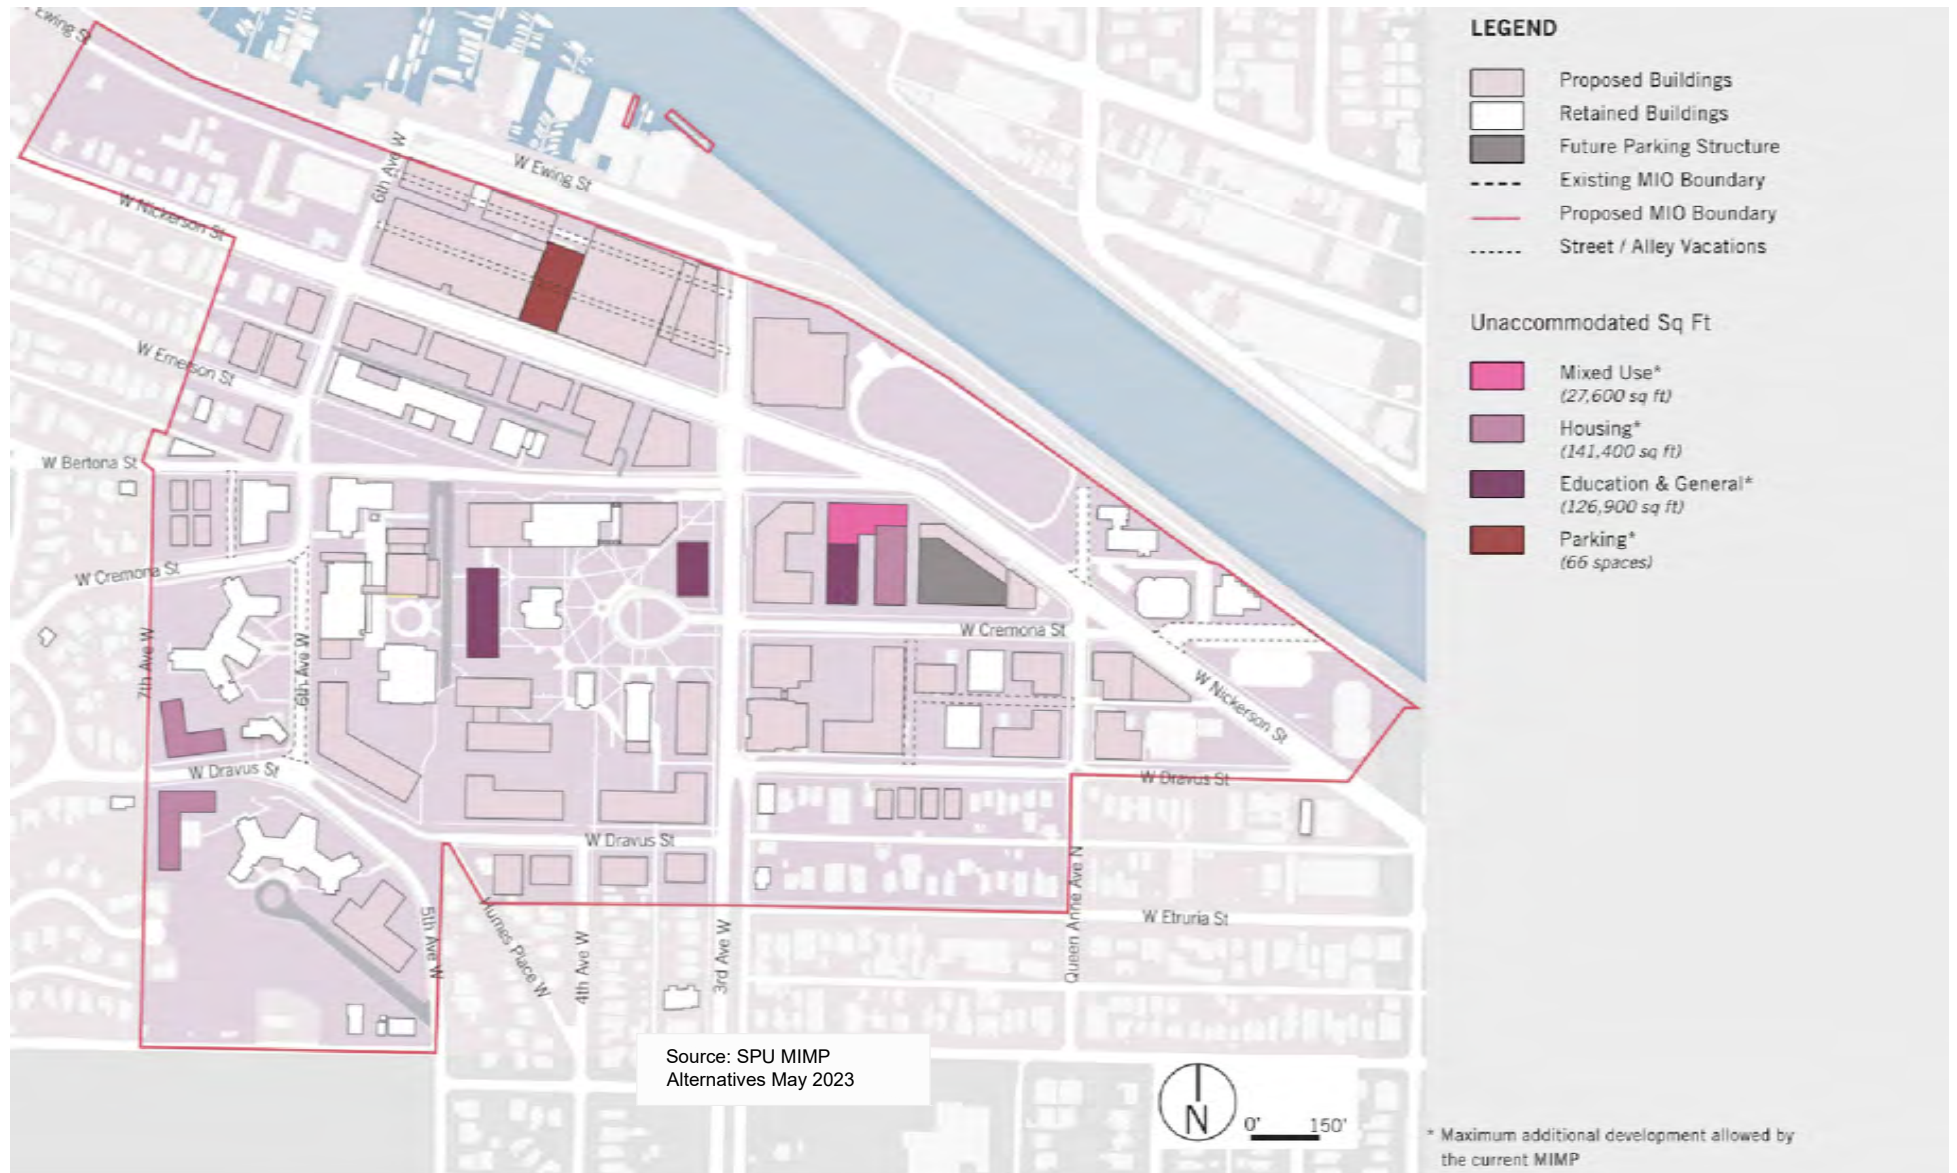 W Ewing St
6th Ave W
W Ewing St
W Nickerson St
W Emerson St
W Bertona St
W Cremona St
7th Ave W
6th Ave W
W Cremona St
W Nickerson St
W Dravus St
W Dravus St
W Dravus St
5th Ave W
Humes Place W
4th Ave W
3rd Ave W
Queen Anne Ave N
W Etruria St
Source: SPU MIMP
Alternatives May 2023
N
0' 150'
LEGEND
Proposed Buildings
Retained Buildings
Future Parking Structure
Existing MIO Boundary
Proposed MIO Boundary
Street / Alley Vacations
Unaccommodated Sq Ft
Mixed Use*
(27,600 sq ft)
Housing*
(141,400 sq ft)
Education & General*
(126,900 sq ft)
Parking*
(66 spaces)
* Maximum additional development allowed by
the current MIMP